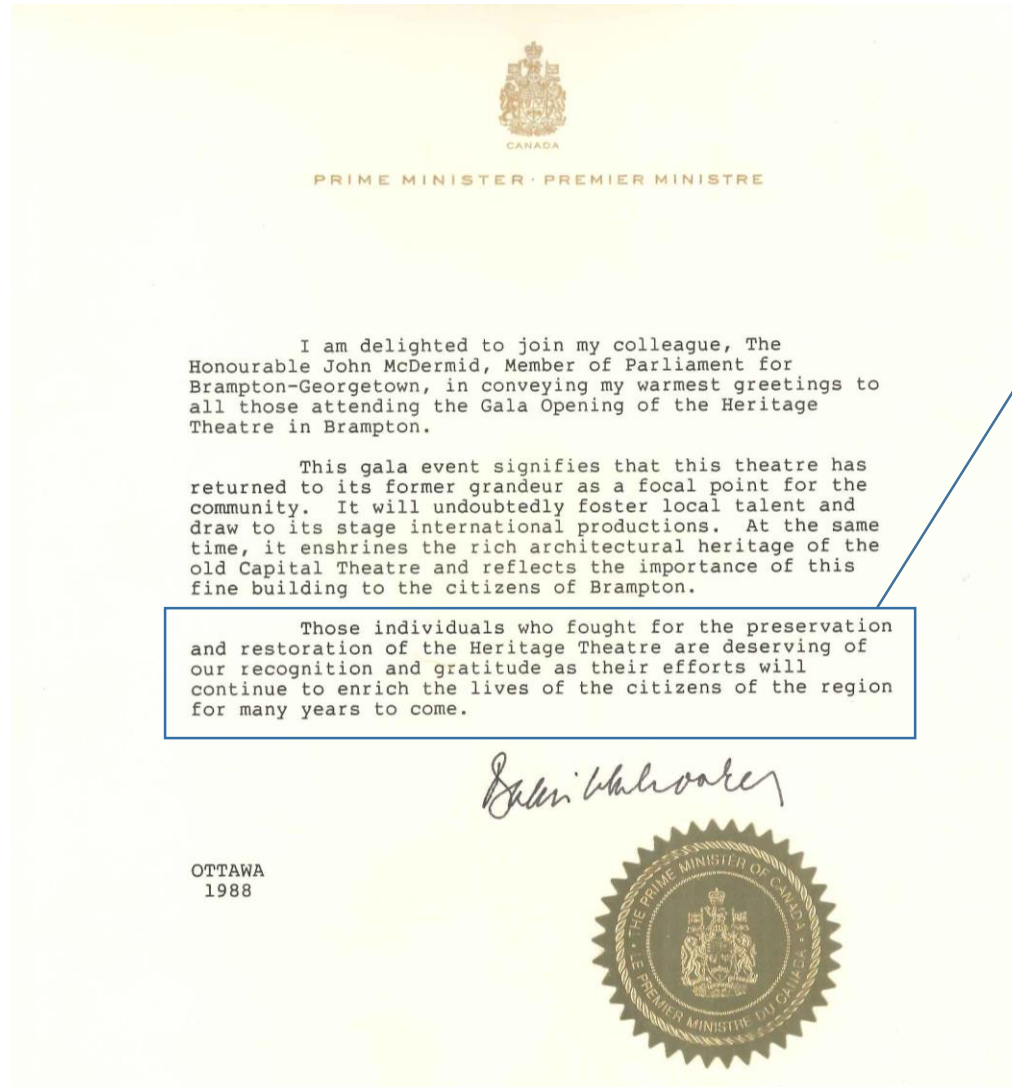 CANADA
PRIME MINISTER · PREMIER MINISTRE
I am delighted to join my colleague, The
Honourable John McDermid, Member of Parliament for
Brampton-Georgetown, in conveying my warmest greetings to
all those attending the Gala Opening of the Heritage
Theatre in Brampton.
This gala event signifies that this theatre has
returned to its former grandeur as a focal point for the
community. It will undoubtedly foster local talent and
draw to its stage international productions. At the same
time, it enshrines the rich architectural heritage of the
old Capital Theatre and reflects the importance of this
fine building to the citizens of Brampton.
Those individuals who fought for the preservation
and restoration of the Heritage Theatre are deserving of
our recognition and gratitude as their efforts will
continue to enrich the lives of the citizens of the region
for many years to come.
OTTAWA
1988
· THE PRIME MINISTER OF CANADA ·
LE PREMIER MINISTRE DU CANADA